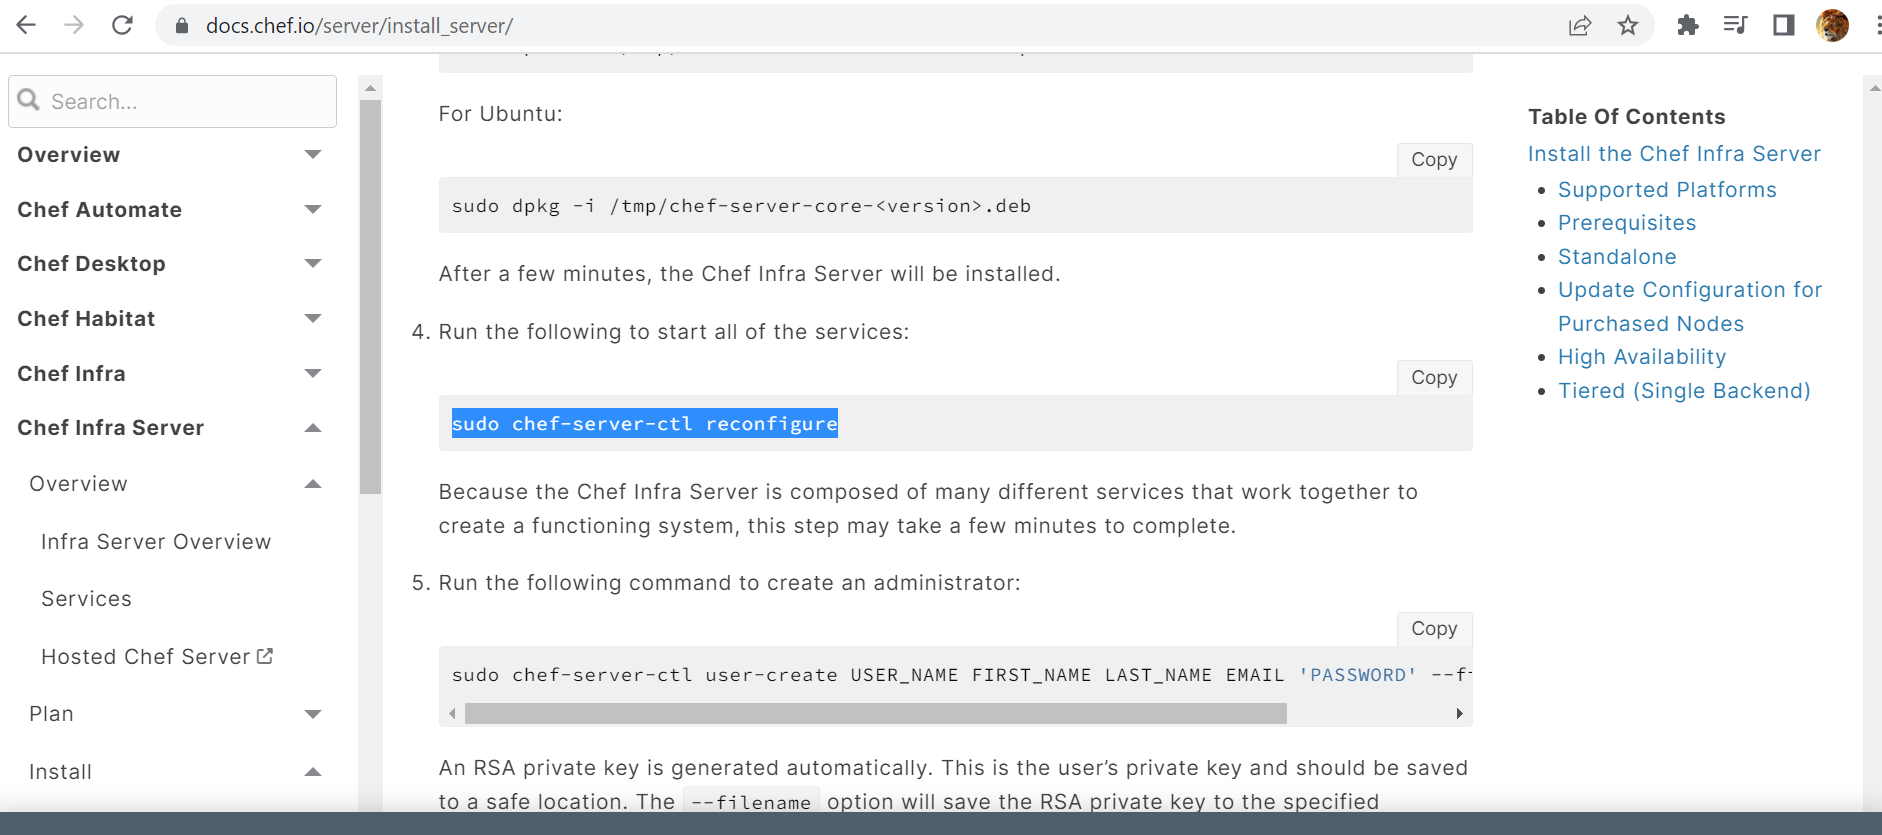 docs.chef.io/server/install_server/
Search...
Overview
Chef Automate
Chef Desktop
Chef Habitat
Chef Infra
Chef Infra Server
Overview
Infra Server Overview
Services
Hosted Chef Server
Plan
Install
For Ubuntu:
Copy
sudo dpkg -i /tmp/chef-server-core-<version>.deb
After a few minutes, the Chef Infra Server will be installed.
4. Run the following to start all of the services:
Copy
sudo chef-server-ctl reconfigure
Because the Chef Infra Server is composed of many different services that work together to
create a functioning system, this step may take a few minutes to complete.
5. Run the following command to create an administrator:
Copy
sudo chef-server-ctl user-create USER_NAME FIRST_NAME LAST_NAME EMAIL 'PASSWORD' --f
An RSA private key is generated automatically. This is the user’s private key and should be saved
to a safe location. The --filename option will save the RSA private key to the specified
Table Of Contents
Install the Chef Infra Server
Supported Platforms
Prerequisites
Standalone
Update Configuration for
Purchased Nodes
High Availability
Tiered (Single Backend)